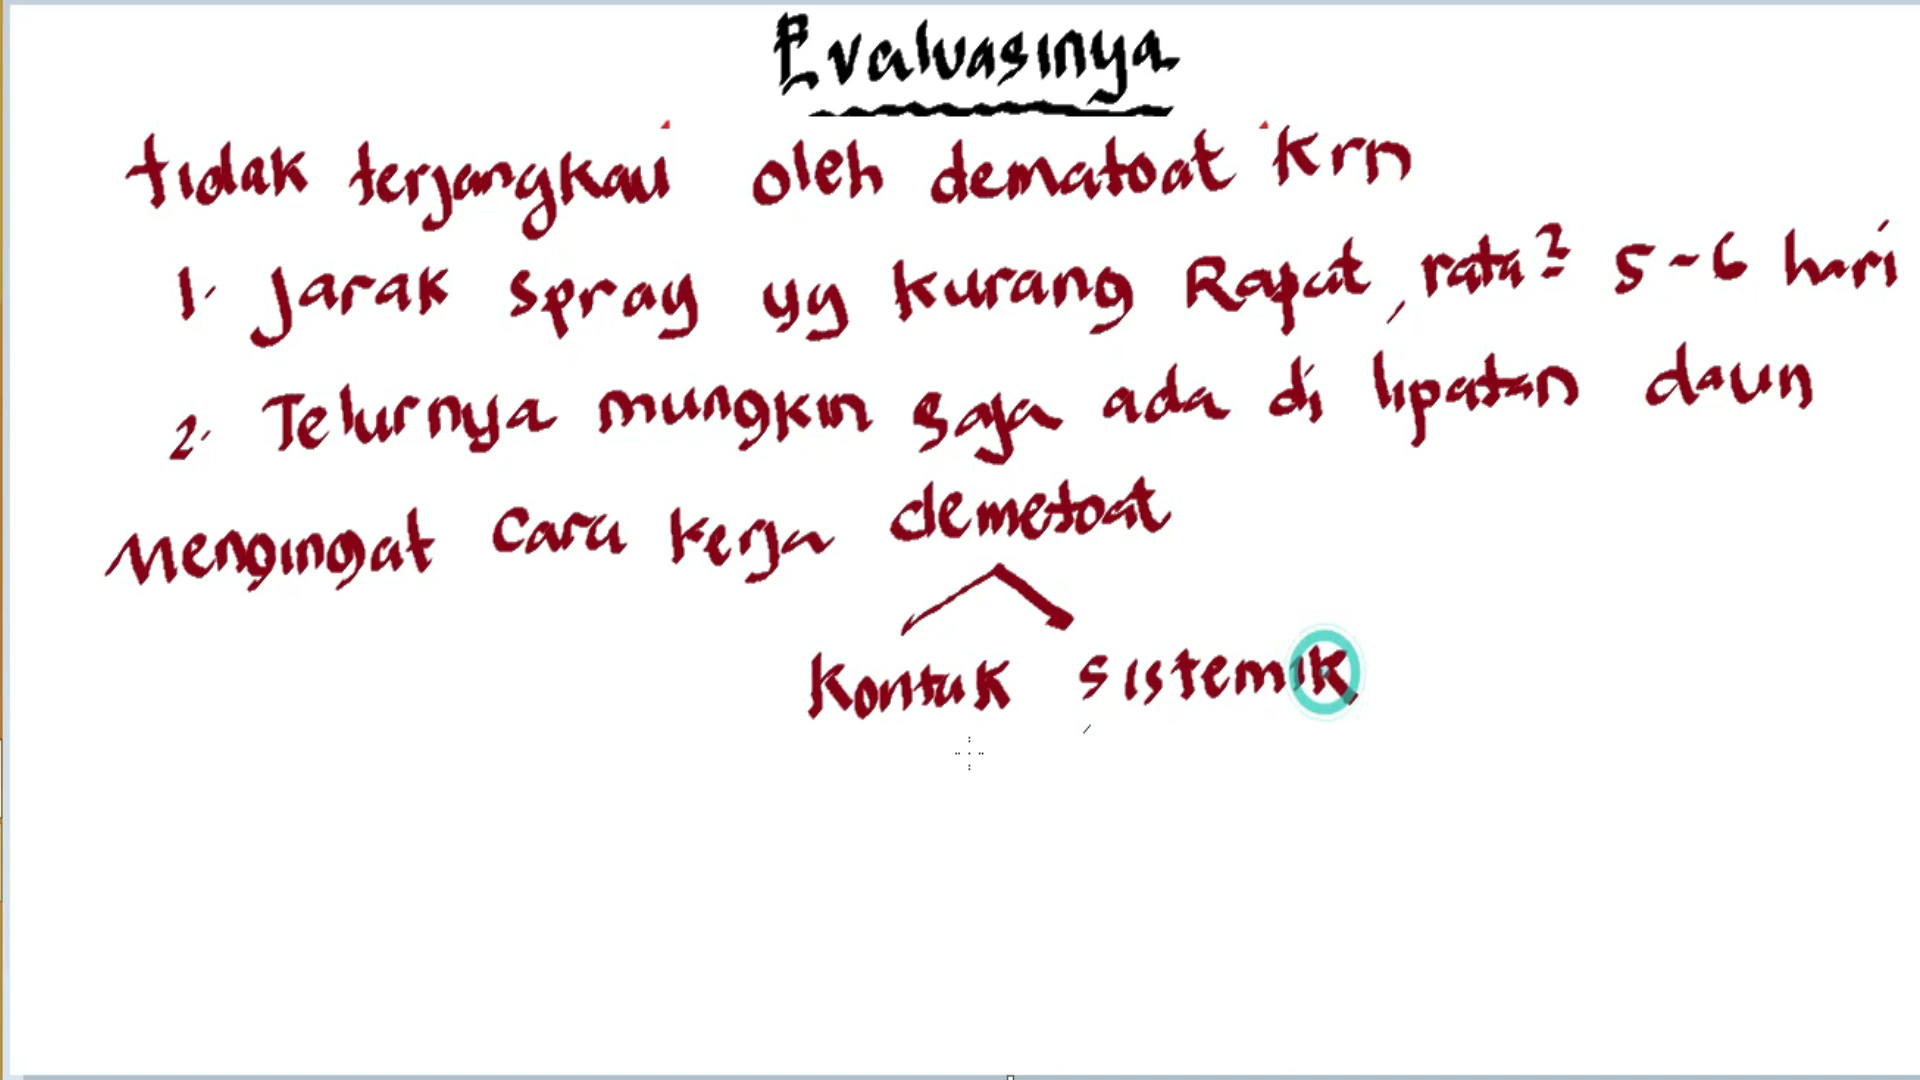 Evaluasinya
tidak terjangkau oleh dematoat krn
1. Jarak spray yg kurang Rapat, rata² 5-6 hari
2. Telurnya mungkin saja ada di lipatan daun
Mengingat cara kerja demetoat
kontak sistemik